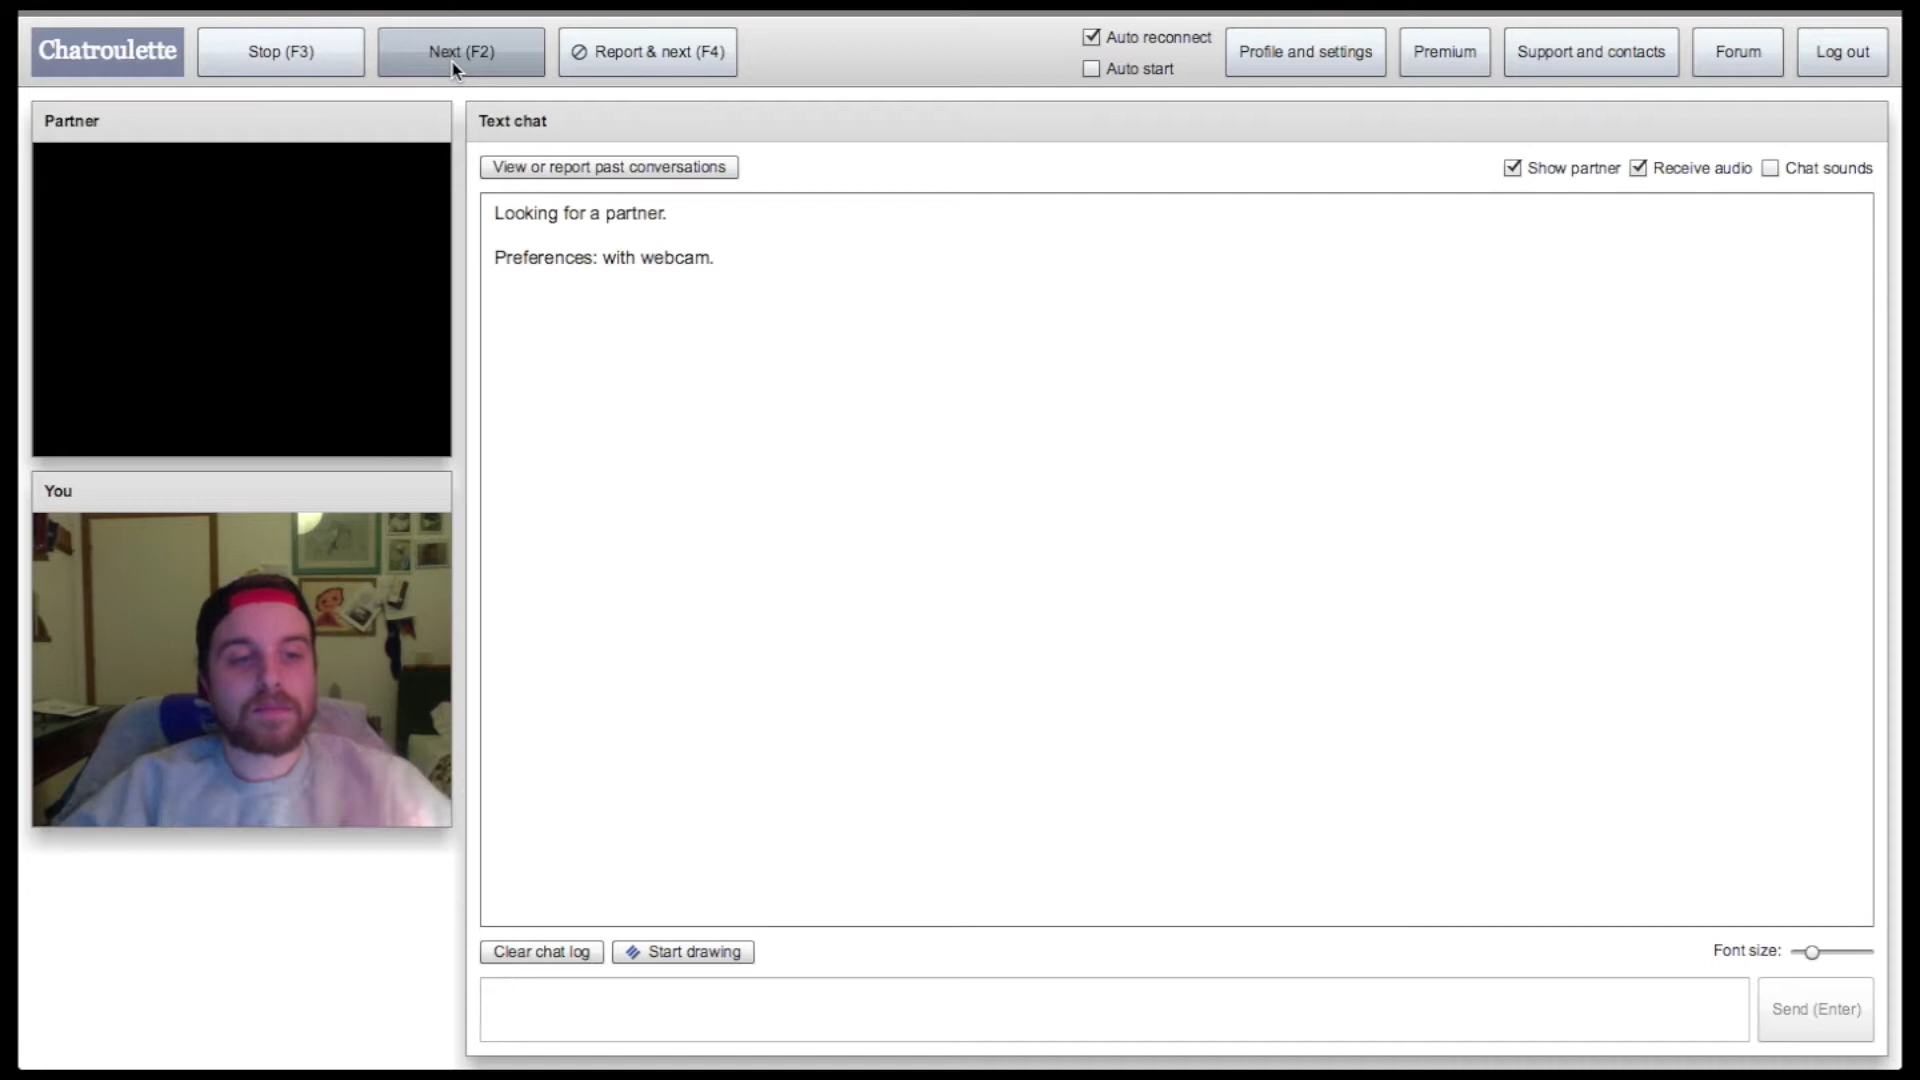 Chatroulette
Stop (F3)
Next (F2)
Report & next (F4)
Auto reconnect
Auto start
Profile and settings
Premium
Support and contacts
Forum
Log out
Partner
Text chat
View or report past conversations
Show partner
Receive audio
Chat sounds
Looking for a partner.
Preferences: with webcam.
You
Clear chat log
Start drawing
Font size:
Send (Enter)